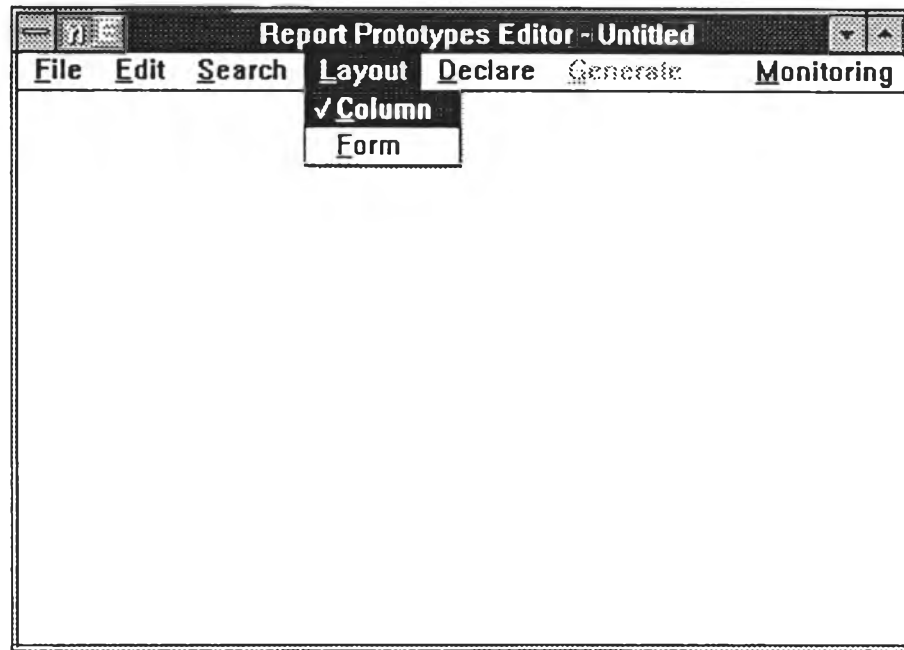 Report Prototypes Editor - Untitled
File Edit Search Layout Declare Generate Monitoring
✓ Column
Form